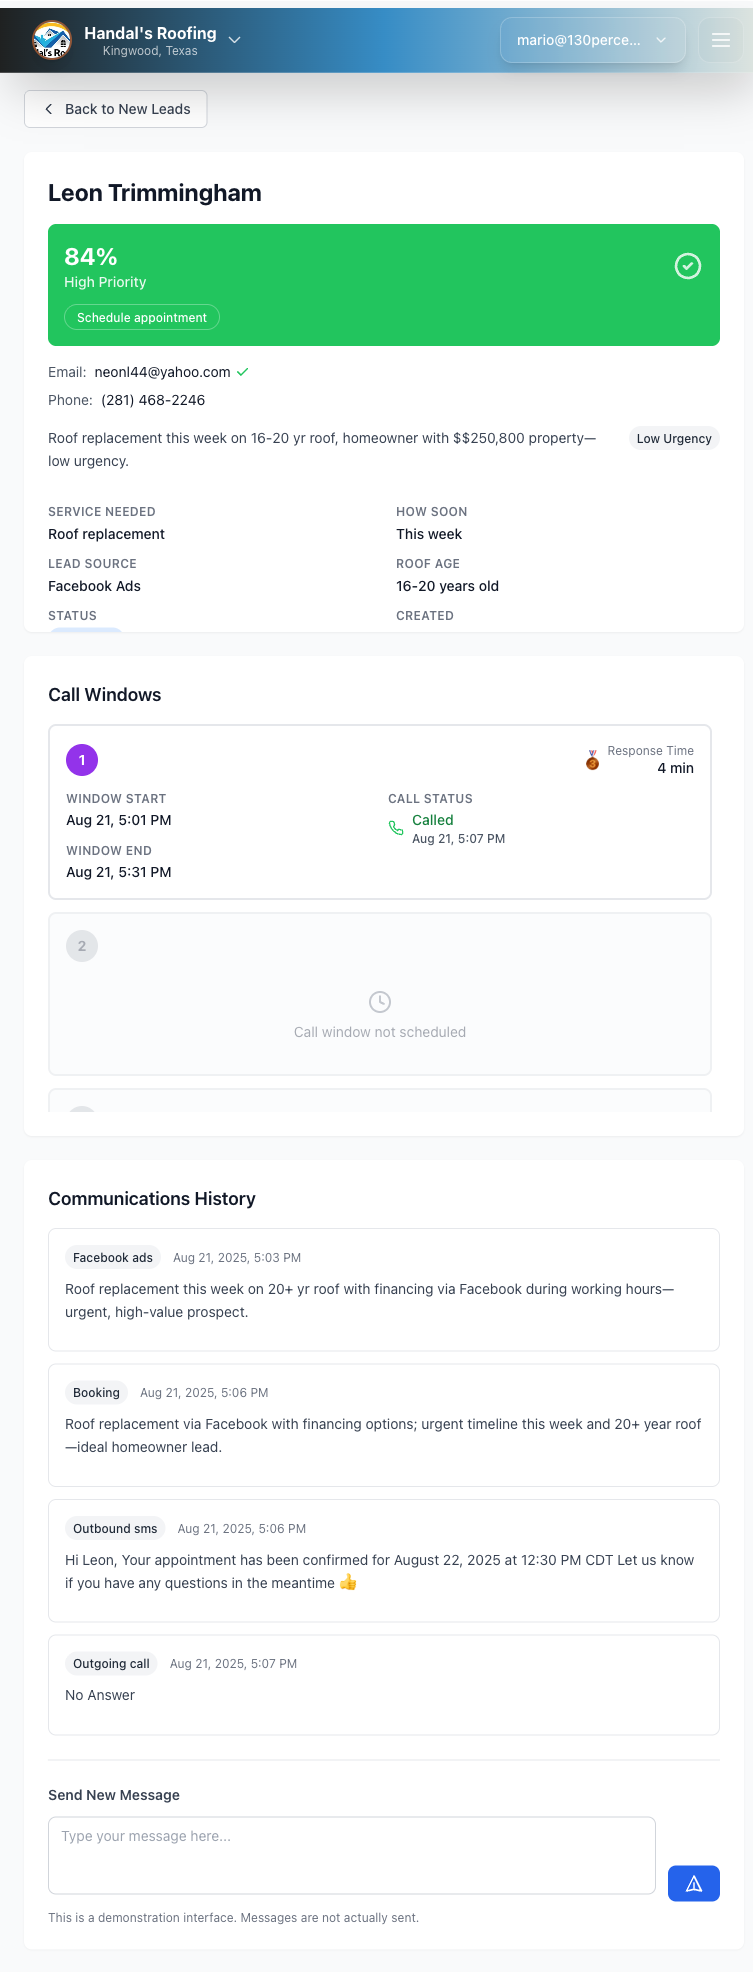 Handal's Roofing
Kingwood, Texas
mario@130perce...
Back to New Leads
Leon Trimmingham
84%
High Priority
Schedule appointment
Email: neonl44@yahoo.com
Phone: (281) 468-2246
Roof replacement this week on 16-20 yr roof, homeowner with $$250,800 property—
low urgency.
Low Urgency
SERVICE NEEDED
Roof replacement
HOW SOON
This week
LEAD SOURCE
Facebook Ads
ROOF AGE
16-20 years old
STATUS
CREATED
Call Windows
1
Response Time
4 min
3
WINDOW START
Aug 21, 5:01 PM
CALL STATUS
Called
Aug 21, 5:07 PM
WINDOW END
Aug 21, 5:31 PM
2
Call window not scheduled
Communications History
Facebook ads Aug 21, 2025, 5:03 PM
Roof replacement this week on 20+ yr roof with financing via Facebook during working hours—
urgent, high-value prospect.
Booking Aug 21, 2025, 5:06 PM
Roof replacement via Facebook with financing options; urgent timeline this week and 20+ year roof
—ideal homeowner lead.
Outbound sms Aug 21, 2025, 5:06 PM
Hi Leon, Your appointment has been confirmed for August 22, 2025 at 12:30 PM CDT Let us know
if you have any questions in the meantime 👍
Outgoing call Aug 21, 2025, 5:07 PM
No Answer
Send New Message
Type your message here...
This is a demonstration interface. Messages are not actually sent.